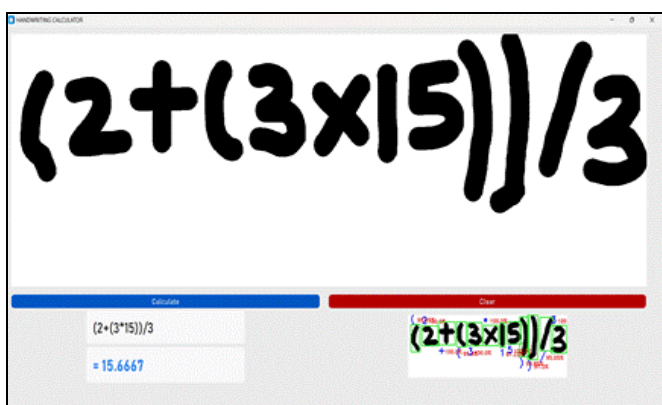 HANDWRITING CALCULATOR
(2+(3x15))/3
Calculate
Clear
(2+(3*15))/3
= 15.6667
(2+(3x15))/3